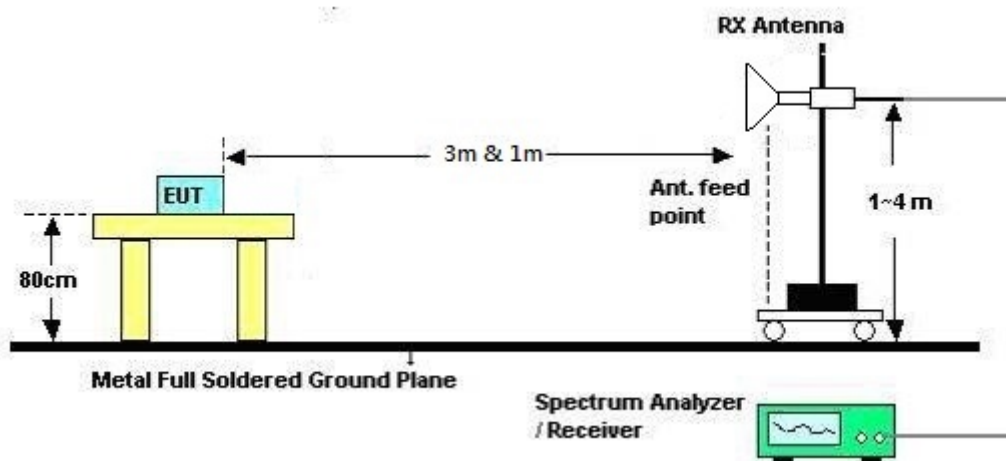 RX Antenna
3m & 1m
EUT
Ant. feed
point
1~4 m
80cm
Metal Full Soldered Ground Plane
Spectrum Analyzer
/ Receiver